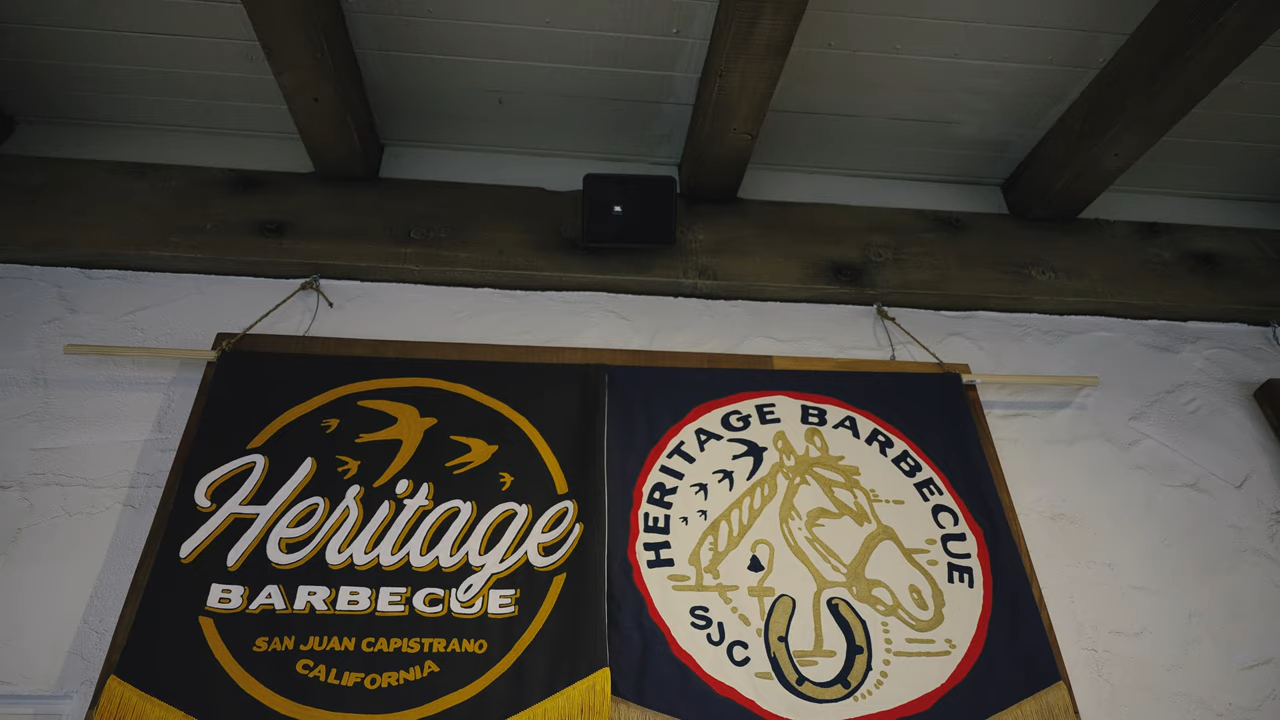 Heritage
BARBECUE
SAN JUAN CAPISTRANO
CALIFORNIA
HERITAGE BARBECUE
SJC